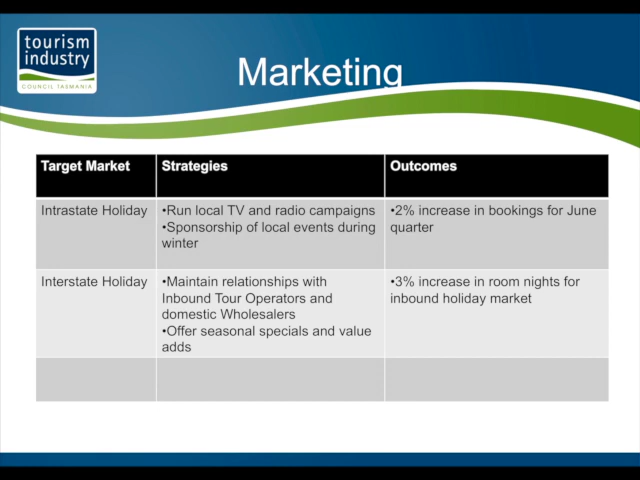 tourism
industry
COUNCIL TASMANIA
Marketing
Target Market
Strategies
Outcomes
Intrastate Holiday
•Run local TV and radio campaigns
•Sponsorship of local events during
winter
•2% increase in bookings for June
quarter
Interstate Holiday
•Maintain relationships with
Inbound Tour Operators and
domestic Wholesalers
•Offer seasonal specials and value
adds
•3% increase in room nights for
inbound holiday market